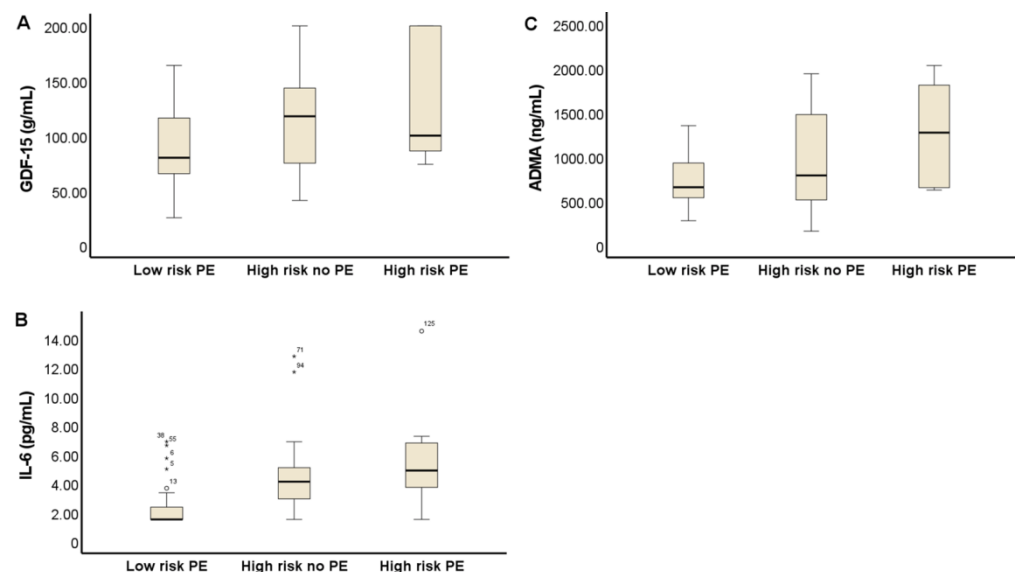 A
GDF-15 (g/mL)
200.00
150.00
100.00
50.00
0
Low risk PE High risk no PE High risk PE
C
ADMA (ng/mL)
2500.00
2000.00
1500.00
1000.00
500.00
0
Low risk PE High risk no PE High risk PE
B
IL-6 (pg/mL)
14.00
12.00
10.00
8.00
6.00
4.00
2.00
0
38 55
6
5
13
71
94
125
Low risk PE High risk no PE High risk PE